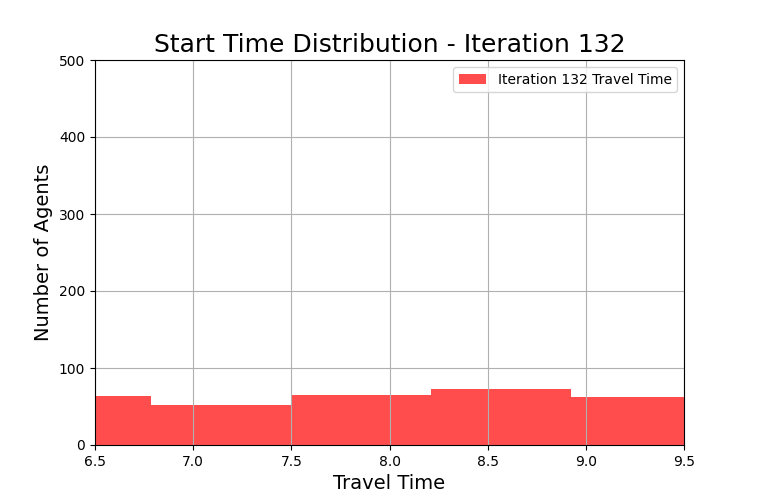 Start Time Distribution - Iteration 132
Iteration 132 Travel Time
Number of Agents
500
400
300
200
100
0
6.5 7.0 7.5 8.0 8.5 9.0 9.5
Travel Time